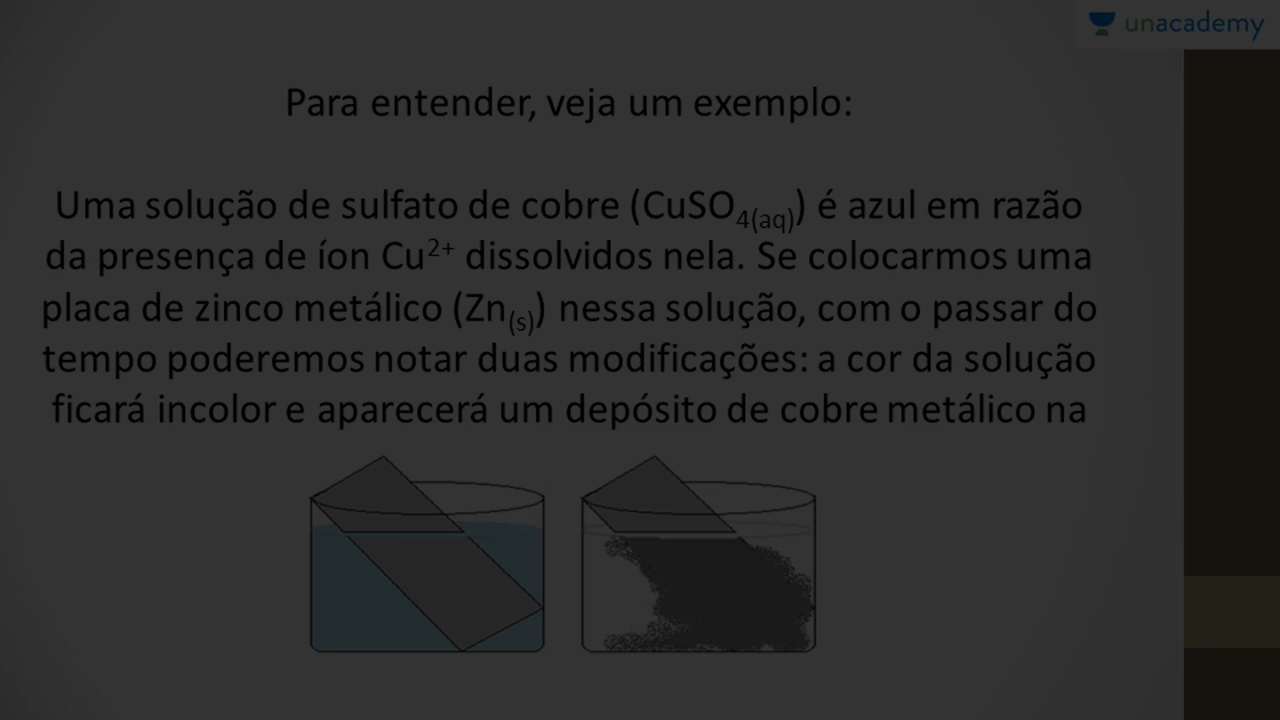 unacademy
Para entender, veja um exemplo:
Uma solução de sulfato de cobre (CuSO4(aq)) é azul em razão
da presença de íon Cu2+ dissolvidos nela. Se colocarmos uma
placa de zinco metálico (Zn(s)) nessa solução, com o passar do
tempo poderemos notar duas modificações: a cor da solução
ficará incolor e aparecerá um depósito de cobre metálico na